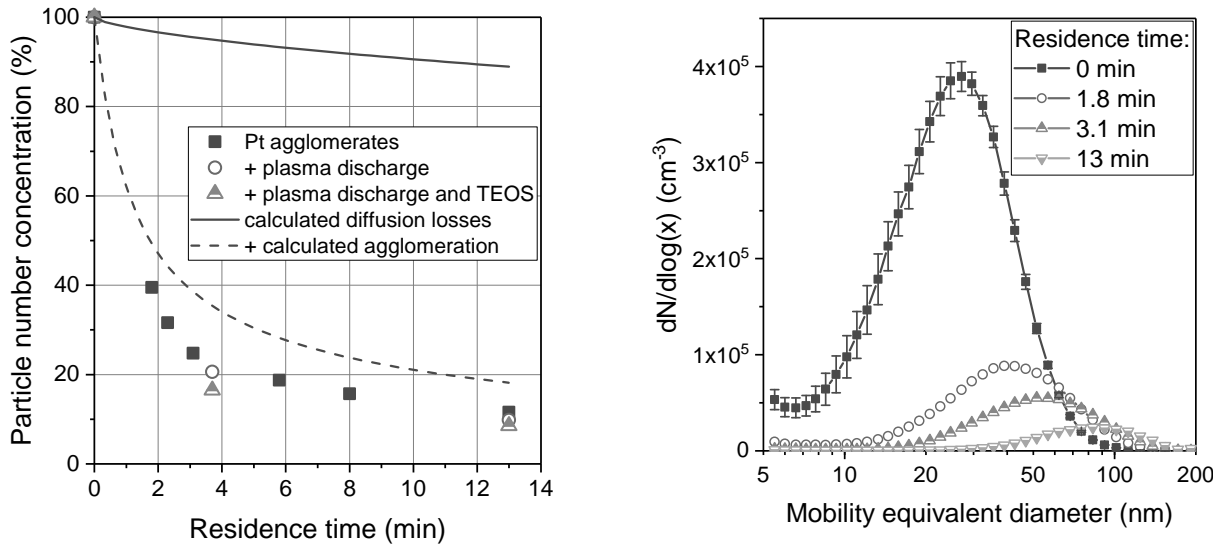 Particle number concentration (%)
100
80
60
40
20
0
Pt agglomerates
+ plasma discharge
+ plasma discharge and TEOS
calculated diffusion losses
+ calculated agglomeration
0 2 4 6 8 10 12 14
Residence time (min)
dN/dlog(x) (cm⁻³)
4x10⁵
3x10⁵
2x10⁵
1x10⁵
0
Residence time:
0 min
1.8 min
3.1 min
13 min
5 10 20 50 100 200
Mobility equivalent diameter (nm)